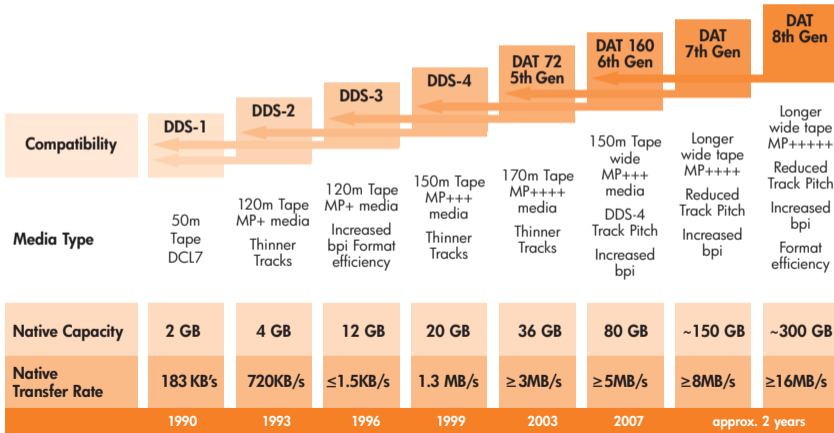 DAT
8th Gen
DAT
7th Gen
DAT 160
6th Gen
DAT 72
5th Gen
DDS-4
DDS-3
DDS-2
DDS-1
Compatibility
Media Type
50m
Tape
DCL7
120m Tape
MP+ media
Thinner
Tracks
120m Tape
MP+ media
Increased
bpi Format
efficiency
150m Tape
MP+++
media
Thinner
Tracks
170m Tape
MP++++
media
Thinner
Tracks
150m Tape
wide
MP+++
media
DDS-4
Track Pitch
Increased
bpi
Longer
wide tape
MP++++
Reduced
Track Pitch
Increased
bpi
Longer
wide tape
MP+++++
Reduced
Track Pitch
Increased
bpi
Format
efficiency
Native Capacity 2 GB 4 GB 12 GB 20 GB 36 GB 80 GB ~150 GB ~300 GB
Native
Transfer Rate 183 KB's 720KB/s ≤1.5KB/s 1.3 MB/s ≥3MB/s ≥5MB/s ≥8MB/s ≥16MB/s
1990 1993 1996 1999 2003 2007 approx. 2 years